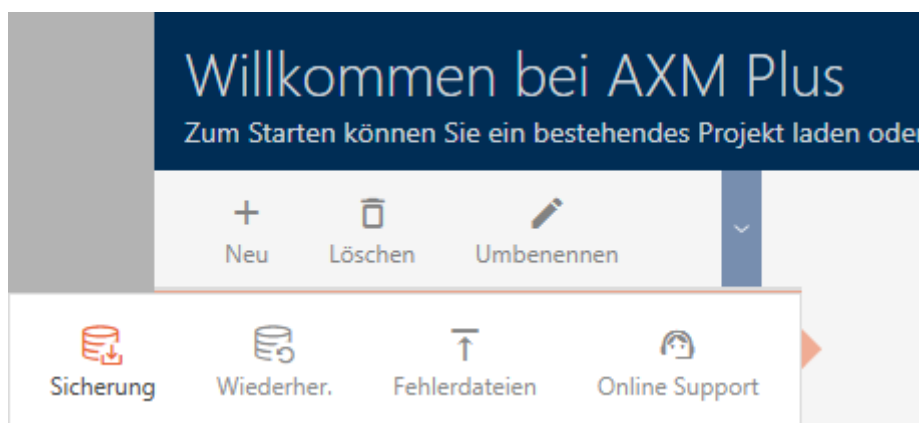 Willkommen bei AXM Plus
Zum Starten können Sie ein bestehendes Projekt laden oder
Neu Löschen Umbenennen
Sicherung Wiederher. Fehlerdateien Online Support